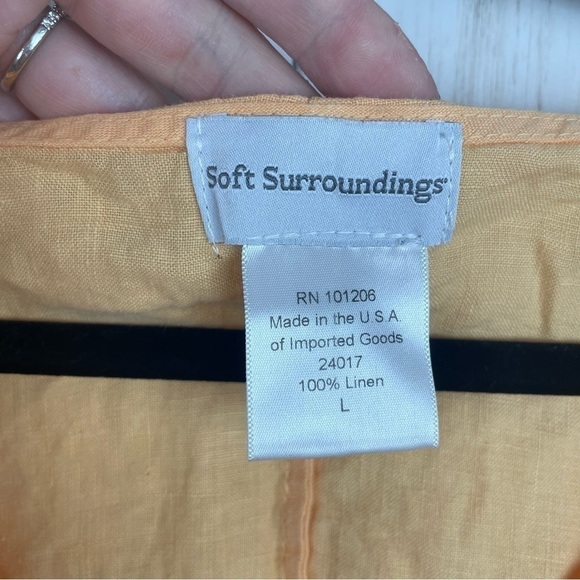 Soft Surroundings
RN 101206
Made in the U.S.A.
of Imported Goods
24017
100% Linen
L